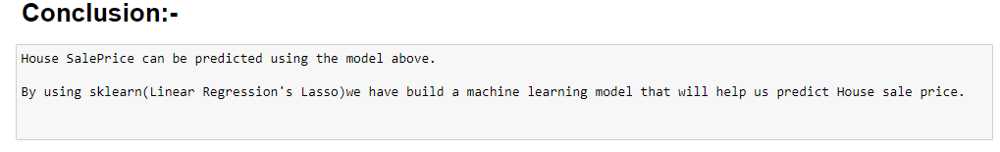 Conclusion:-
House SalePrice can be predicted using the model above.
By using sklearn(Linear Regression's Lasso)we have build a machine learning model that will help us predict House sale price.